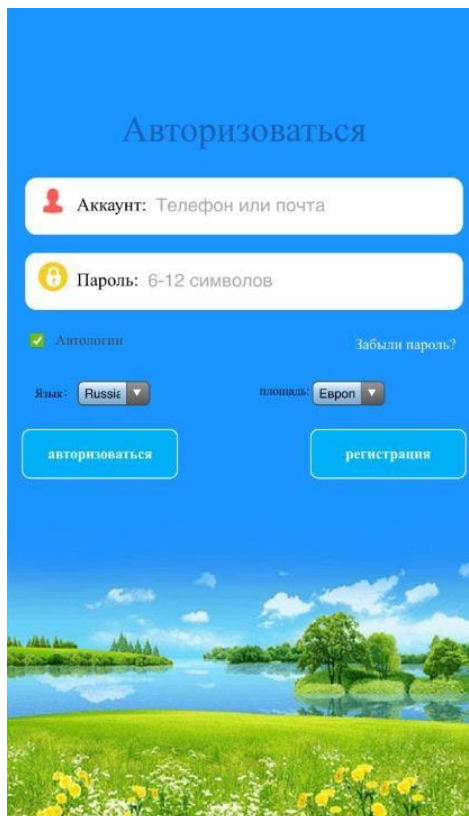 Авторизоваться
Аккаунт: Телефон или почта
Пароль: 6-12 символов
Автологин Забыли пароль?
Язык: Russia площадь: Европ
авторизоваться регистрация